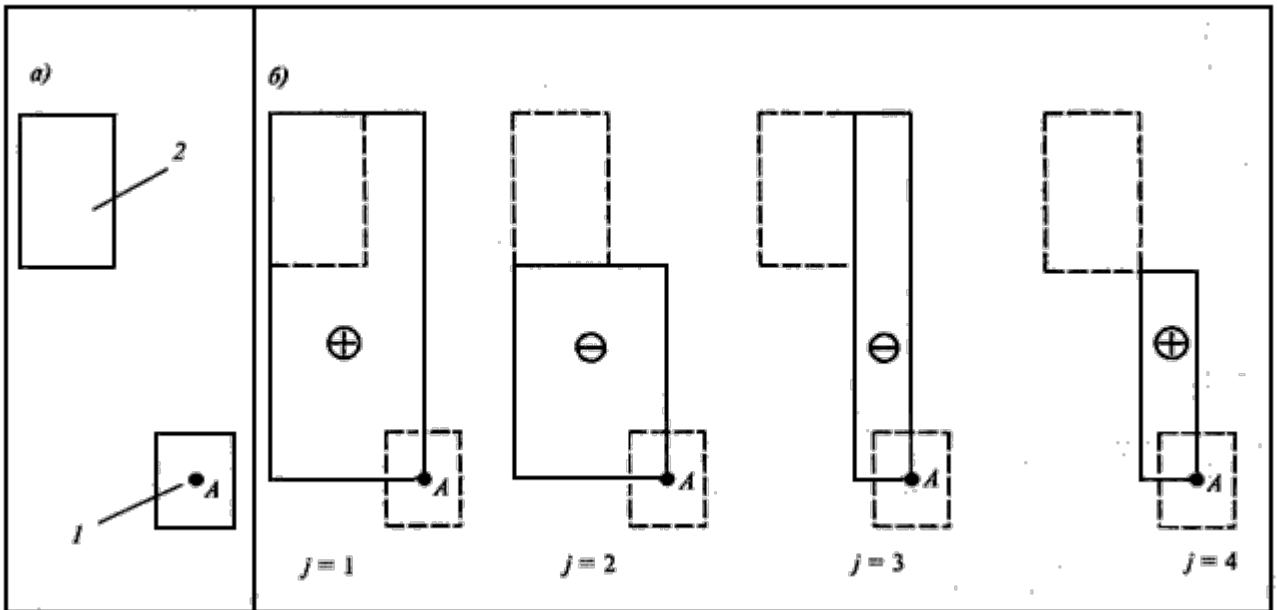 а) б)
2
A A A A A
1
j = 1 j = 2 j = 3 j = 4